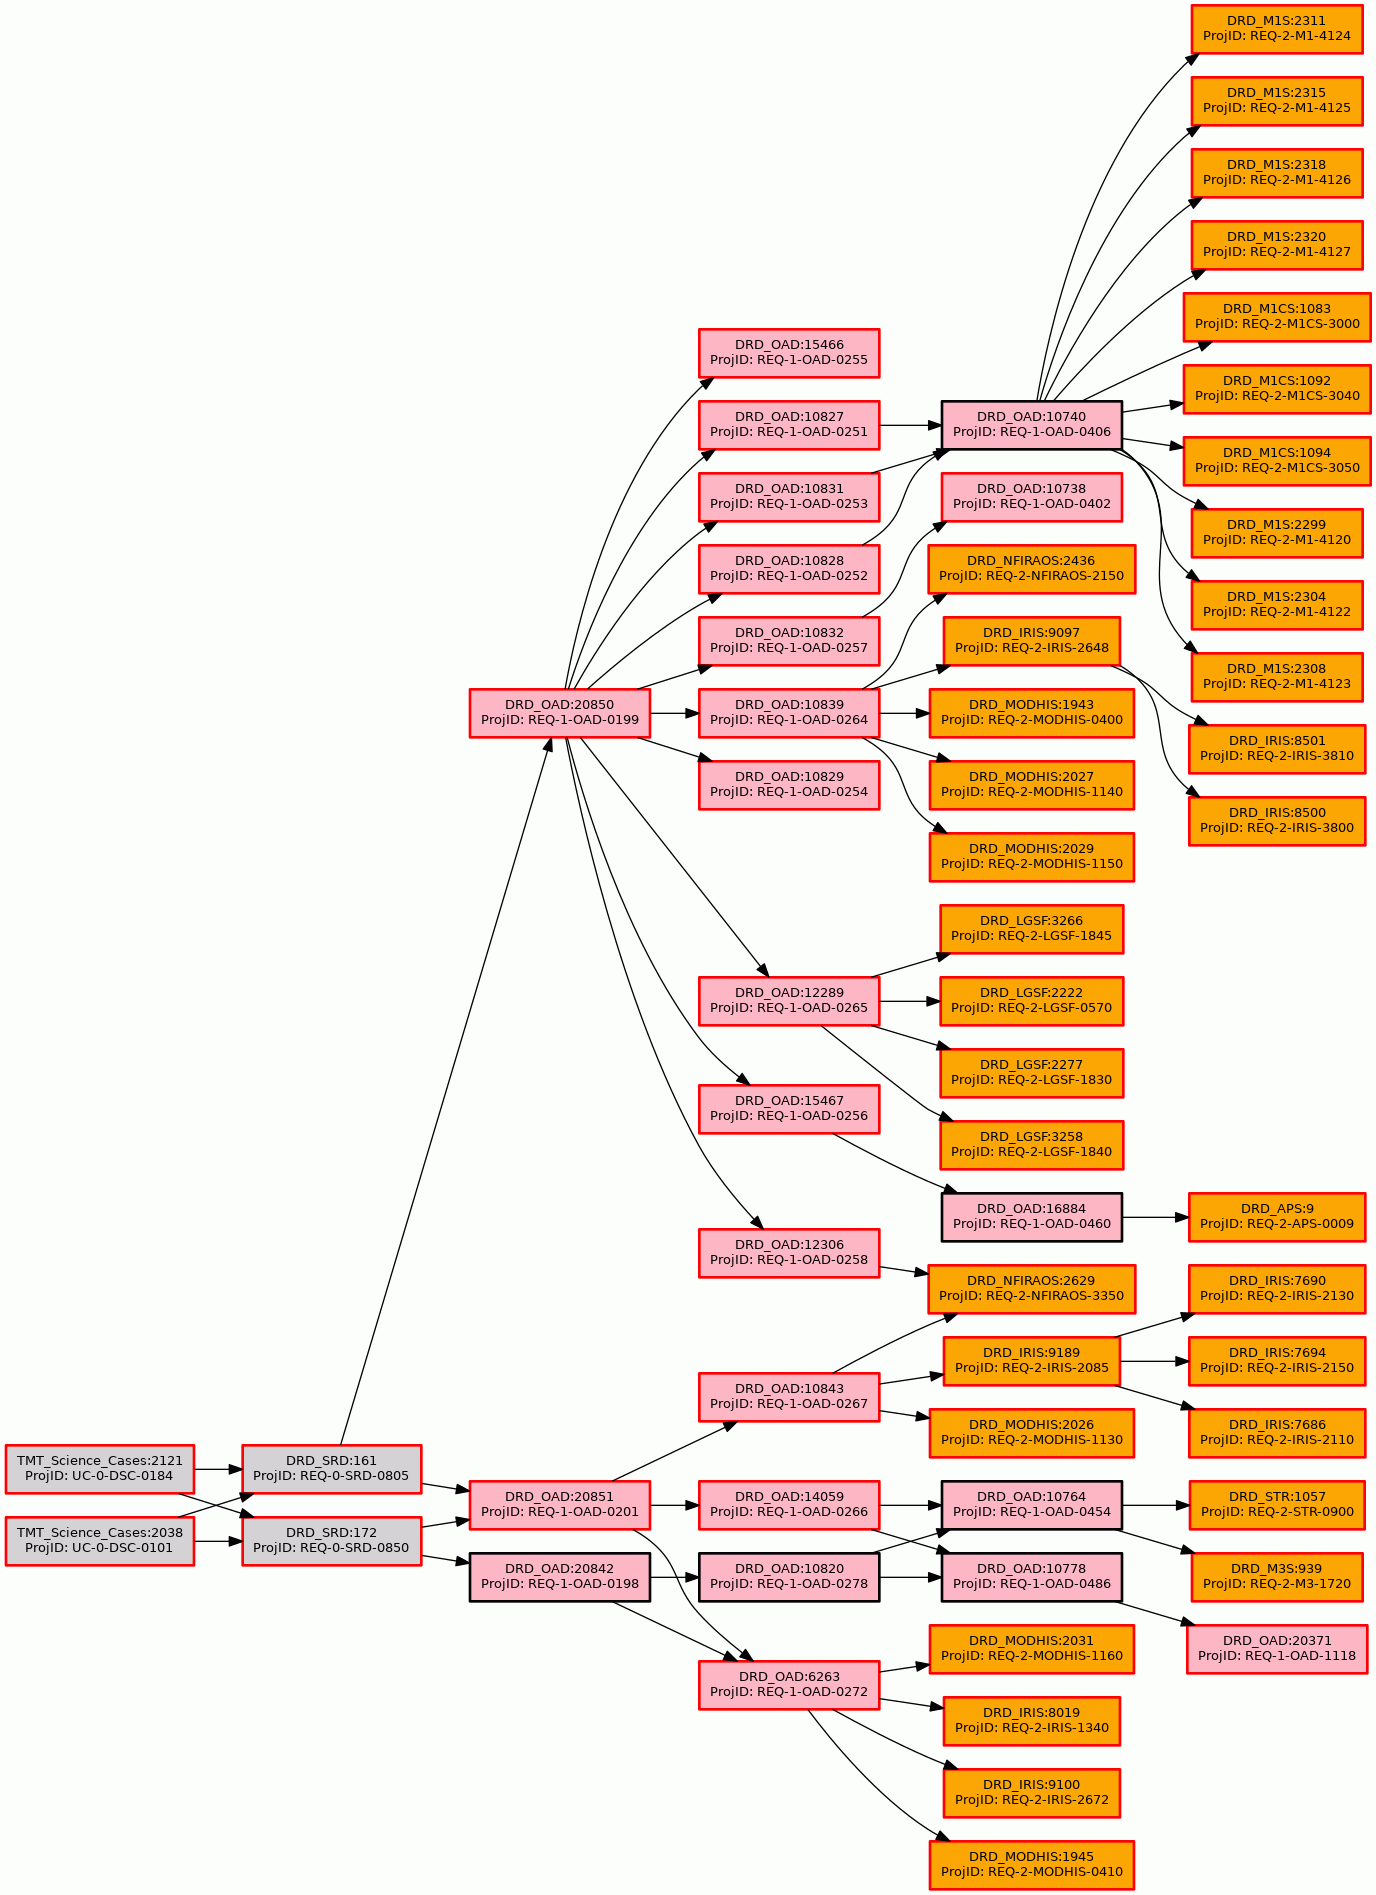 DRD_M1S:2311
ProjID: REQ-2-M1-4124
DRD_M1S:2315
ProjID: REQ-2-M1-4125
DRD_M1S:2318
ProjID: REQ-2-M1-4126
DRD_M1S:2320
ProjID: REQ-2-M1-4127
DRD_M1CS:1083
ProjID: REQ-2-M1CS-3000
DRD_OAD:15466
ProjID: REQ-1-OAD-0255
DRD_M1CS:1092
ProjID: REQ-2-M1CS-3040
DRD_OAD:10827
ProjID: REQ-1-OAD-0251
DRD_OAD:10740
ProjID: REQ-1-OAD-0406
DRD_M1CS:1094
ProjID: REQ-2-M1CS-3050
DRD_OAD:10831
ProjID: REQ-1-OAD-0253
DRD_OAD:10738
ProjID: REQ-1-OAD-0402
DRD_M1S:2299
ProjID: REQ-2-M1-4120
DRD_OAD:10828
ProjID: REQ-1-OAD-0252
DRD_NFIRAOS:2436
ProjID: REQ-2-NFIRAOS-2150
DRD_M1S:2304
ProjID: REQ-2-M1-4122
DRD_OAD:10832
ProjID: REQ-1-OAD-0257
DRD_IRIS:9097
ProjID: REQ-2-IRIS-2648
DRD_M1S:2308
ProjID: REQ-2-M1-4123
DRD_OAD:20850
ProjID: REQ-1-OAD-0199
DRD_OAD:10839
ProjID: REQ-1-OAD-0264
DRD_MODHIS:1943
ProjID: REQ-2-MODHIS-0400
DRD_IRIS:8501
ProjID: REQ-2-IRIS-3810
DRD_OAD:10829
ProjID: REQ-1-OAD-0254
DRD_MODHIS:2027
ProjID: REQ-2-MODHIS-1140
DRD_IRIS:8500
ProjID: REQ-2-IRIS-3800
DRD_MODHIS:2029
ProjID: REQ-2-MODHIS-1150
DRD_LGSF:3266
ProjID: REQ-2-LGSF-1845
DRD_OAD:12289
ProjID: REQ-1-OAD-0265
DRD_LGSF:2222
ProjID: REQ-2-LGSF-0570
DRD_LGSF:2277
ProjID: REQ-2-LGSF-1830
DRD_OAD:15467
ProjID: REQ-1-OAD-0256
DRD_LGSF:3258
ProjID: REQ-2-LGSF-1840
DRD_OAD:16884
ProjID: REQ-1-OAD-0460
DRD_APS:9
ProjID: REQ-2-APS-0009
DRD_OAD:12306
ProjID: REQ-1-OAD-0258
DRD_NFIRAOS:2629
ProjID: REQ-2-NFIRAOS-3350
DRD_IRIS:7690
ProjID: REQ-2-IRIS-2130
DRD_IRIS:9189
ProjID: REQ-2-IRIS-2085
DRD_IRIS:7694
ProjID: REQ-2-IRIS-2150
DRD_OAD:10843
ProjID: REQ-1-OAD-0267
DRD_MODHIS:2026
ProjID: REQ-2-MODHIS-1130
DRD_IRIS:7686
ProjID: REQ-2-IRIS-2110
TMT_Science_Cases:2121
ProjID: UC-0-DSC-0184
DRD_SRD:161
ProjID: REQ-0-SRD-0805
DRD_OAD:20851
ProjID: REQ-1-OAD-0201
DRD_OAD:14059
ProjID: REQ-1-OAD-0266
DRD_OAD:10764
ProjID: REQ-1-OAD-0454
DRD_STR:1057
ProjID: REQ-2-STR-0900
TMT_Science_Cases:2038
ProjID: UC-0-DSC-0101
DRD_SRD:172
ProjID: REQ-0-SRD-0850
DRD_OAD:20842
ProjID: REQ-1-OAD-0198
DRD_OAD:10820
ProjID: REQ-1-OAD-0278
DRD_OAD:10778
ProjID: REQ-1-OAD-0486
DRD_M3S:939
ProjID: REQ-2-M3-1720
DRD_MODHIS:2031
ProjID: REQ-2-MODHIS-1160
DRD_OAD:20371
ProjID: REQ-1-OAD-1118
DRD_OAD:6263
ProjID: REQ-1-OAD-0272
DRD_IRIS:8019
ProjID: REQ-2-IRIS-1340
DRD_IRIS:9100
ProjID: REQ-2-IRIS-2672
DRD_MODHIS:1945
ProjID: REQ-2-MODHIS-0410